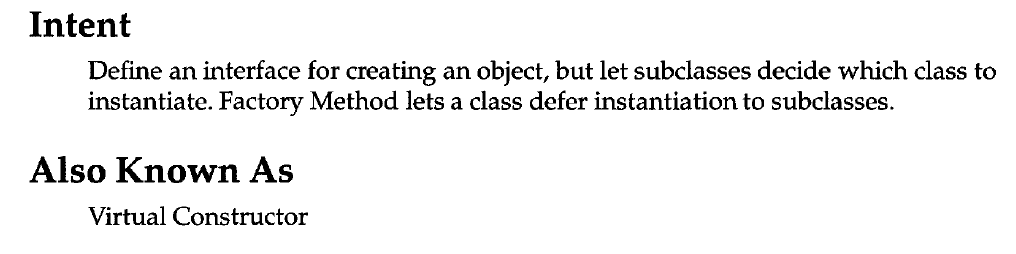 Intent
Define an interface for creating an object, but let subclasses decide which class to
instantiate. Factory Method lets a class defer instantiation to subclasses.
Also Known As
Virtual Constructor